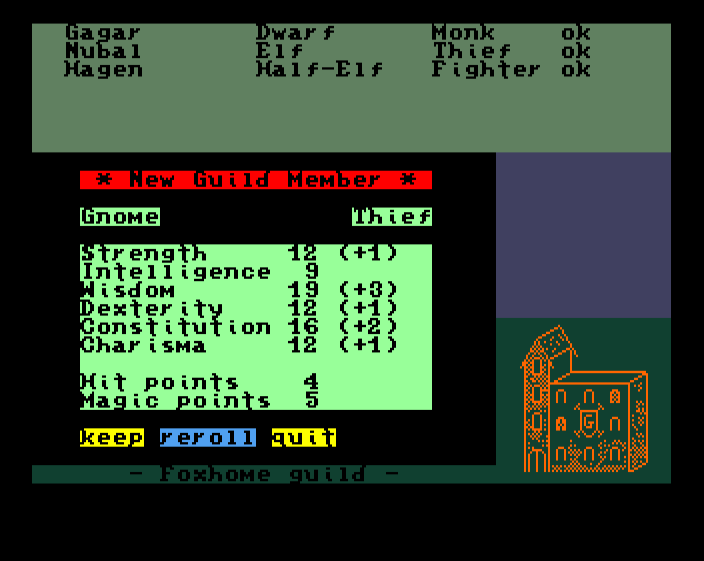 Gagar Dwarf Monk ok
Nubal Elf Thief ok
Hagen Half-Elf Fighter ok
* New Guild Member *
Gnome Thief
Strength 12 (+1)
Intelligence 9
Wisdom 19 (+3)
Dexterity 12 (+1)
Constitution 16 (+2)
Charisma 12 (+1)
Hit points 4
Magic points 5
keep reroll quit
G
- Foxhome guild -